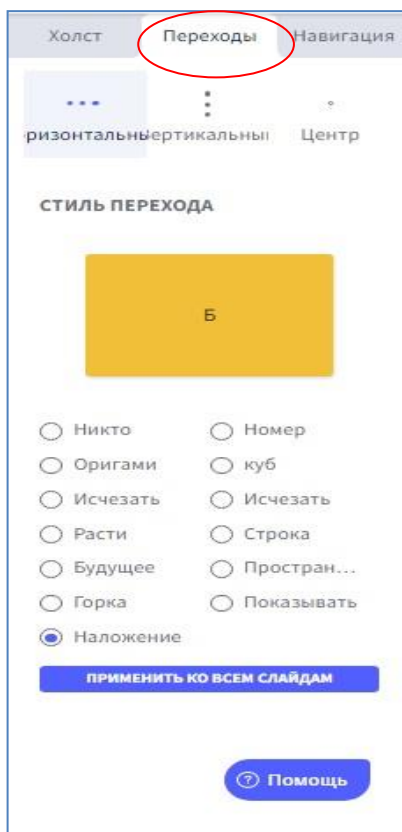 Холст Переходы Навигация
ризонтальны ертикальны Центр
СТИЛЬ ПЕРЕХОДА
Б
Никто Номер
Оригами куб
Исчезать Исчезать
Расти Строка
Будущее Простран...
Горка Показывать
Наложение
ПРИМЕНИТЬ КО ВСЕМ СЛАЙДАМ
Помощь